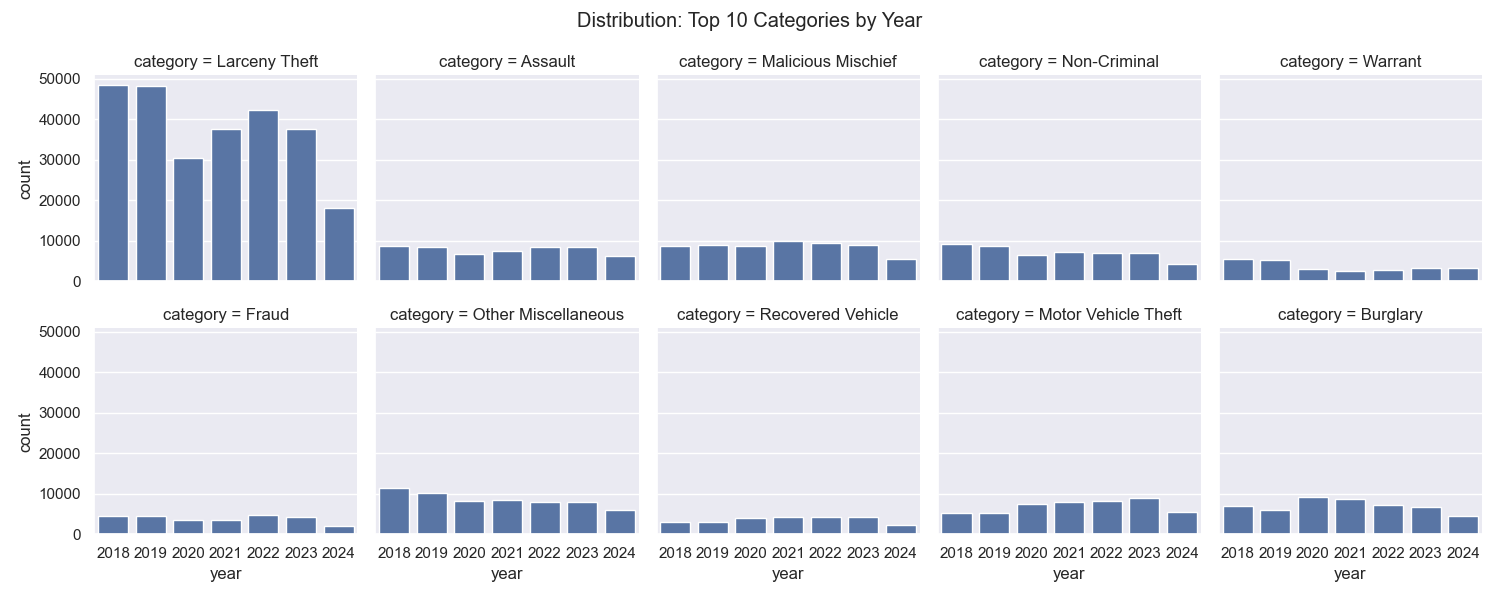 Distribution: Top 10 Categories by Year
category = Larceny Theft
category = Assault
category = Malicious Mischief
category = Non-Criminal
category = Warrant
50000
40000
30000
20000
10000
0
count
category = Fraud
category = Other Miscellaneous
category = Recovered Vehicle
category = Motor Vehicle Theft
category = Burglary
50000
40000
30000
20000
10000
0
count
2018 2019 2020 2021 2022 2023 2024
2018 2019 2020 2021 2022 2023 2024
2018 2019 2020 2021 2022 2023 2024
2018 2019 2020 2021 2022 2023 2024
2018 2019 2020 2021 2022 2023 2024
year
year
year
year
year